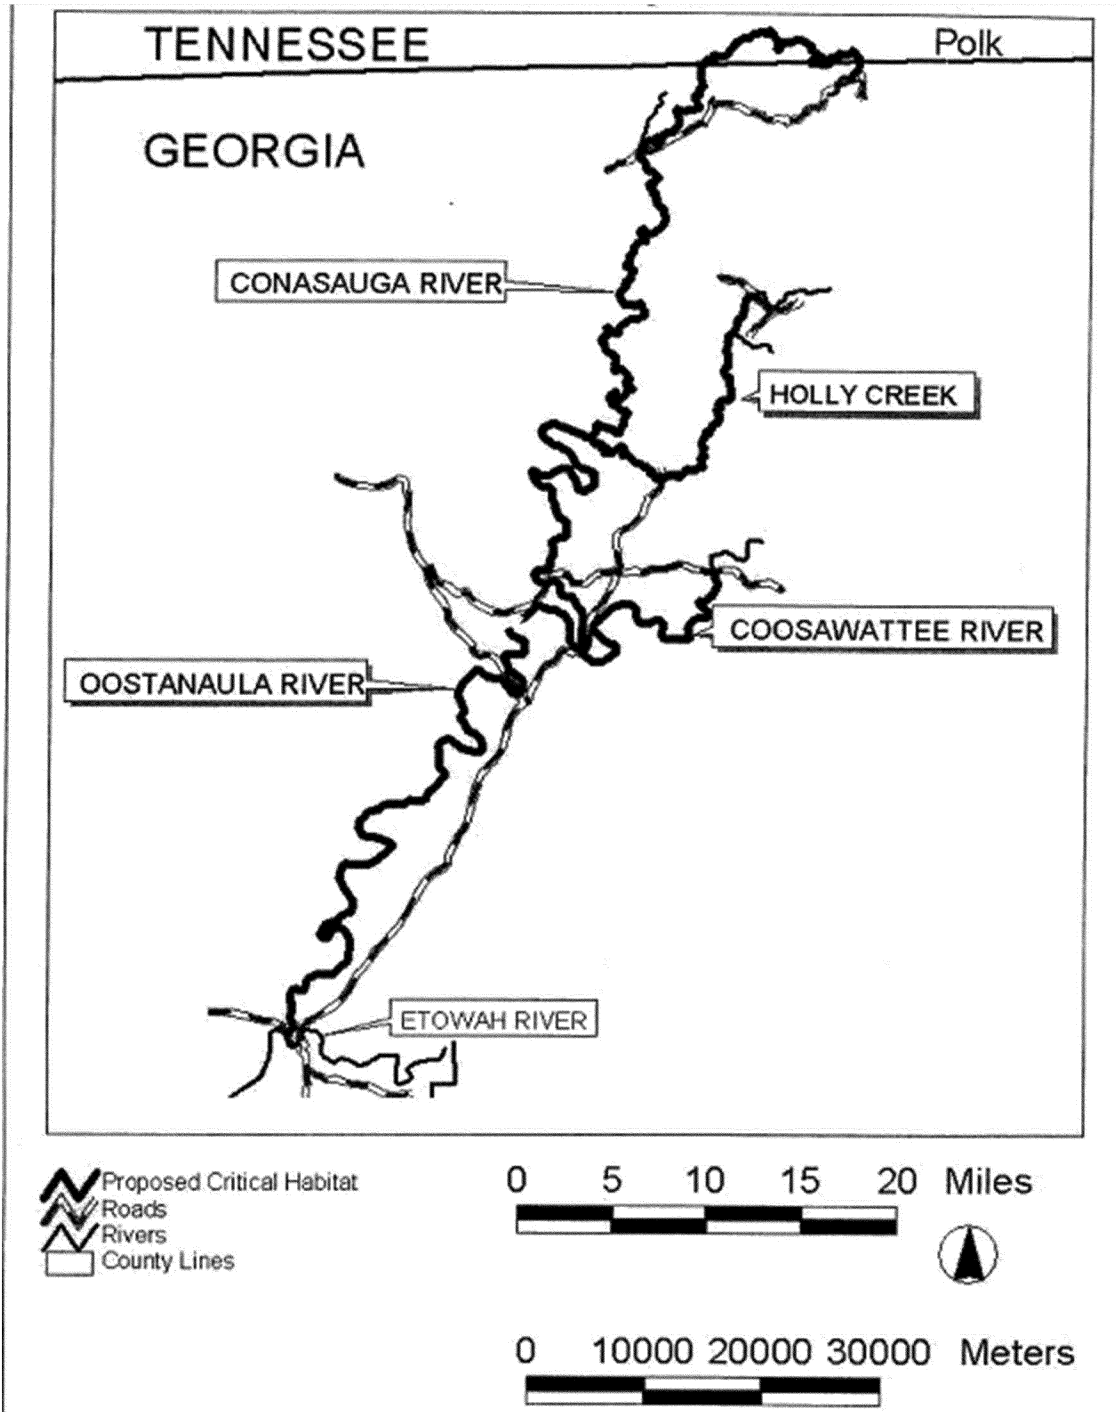 TENNESSEE
Polk
GEORGIA
CONASAUGA RIVER
HOLLY CREEK
COOSAWATTEE RIVER
OOSTANAULA RIVER
ETOWAH RIVER
Proposed Critical Habitat
Roads
Rivers
County Lines
0 5 10 15 20 Miles
0 10000 20000 30000 Meters